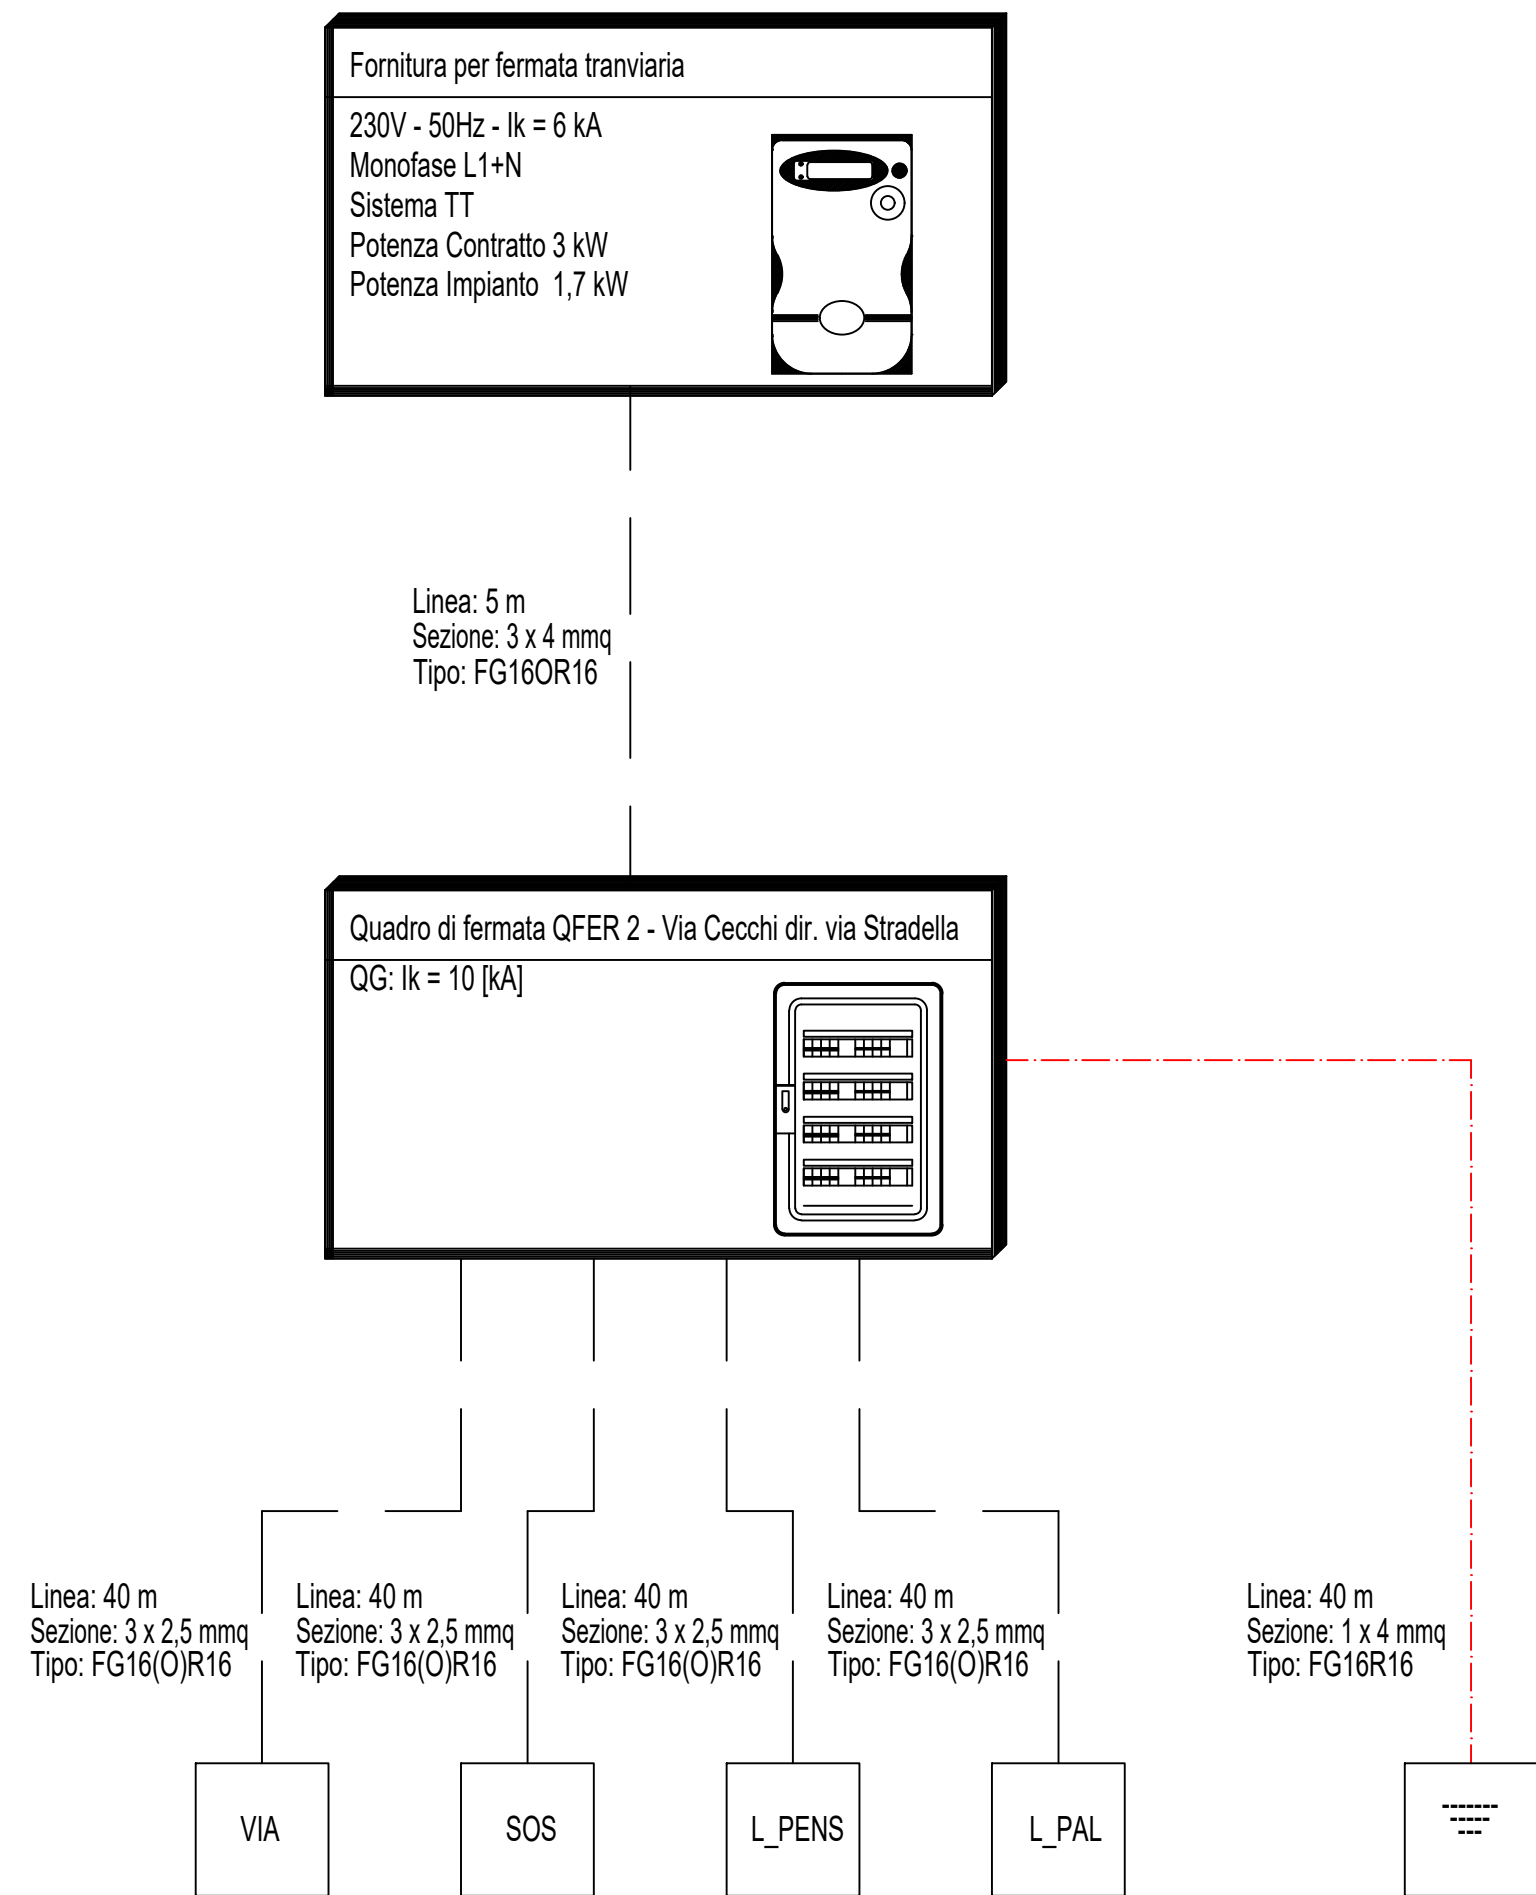 Fornitura per fermata tranviaria
230V - 50Hz - Ik = 6 kA
Monofase L1+N
Sistema TT
Potenza Contratto 3 kW
Potenza Impianto 1,7 kW
Linea: 5 m
Sezione: 3 x 4 mmq
Tipo: FG16OR16
Quadro di fermata QFER 2 - Via Cecchi dir. via Stradella
QG: Ik = 10 [kA]
Linea: 40 m
Sezione: 3 x 2,5 mmq
Tipo: FG16(O)R16
Linea: 40 m
Sezione: 3 x 2,5 mmq
Tipo: FG16(O)R16
Linea: 40 m
Sezione: 3 x 2,5 mmq
Tipo: FG16(O)R16
Linea: 40 m
Sezione: 3 x 2,5 mmq
Tipo: FG16(O)R16
Linea: 40 m
Sezione: 1 x 4 mmq
Tipo: FG16R16
VIA
SOS
L_PENS
L_PAL